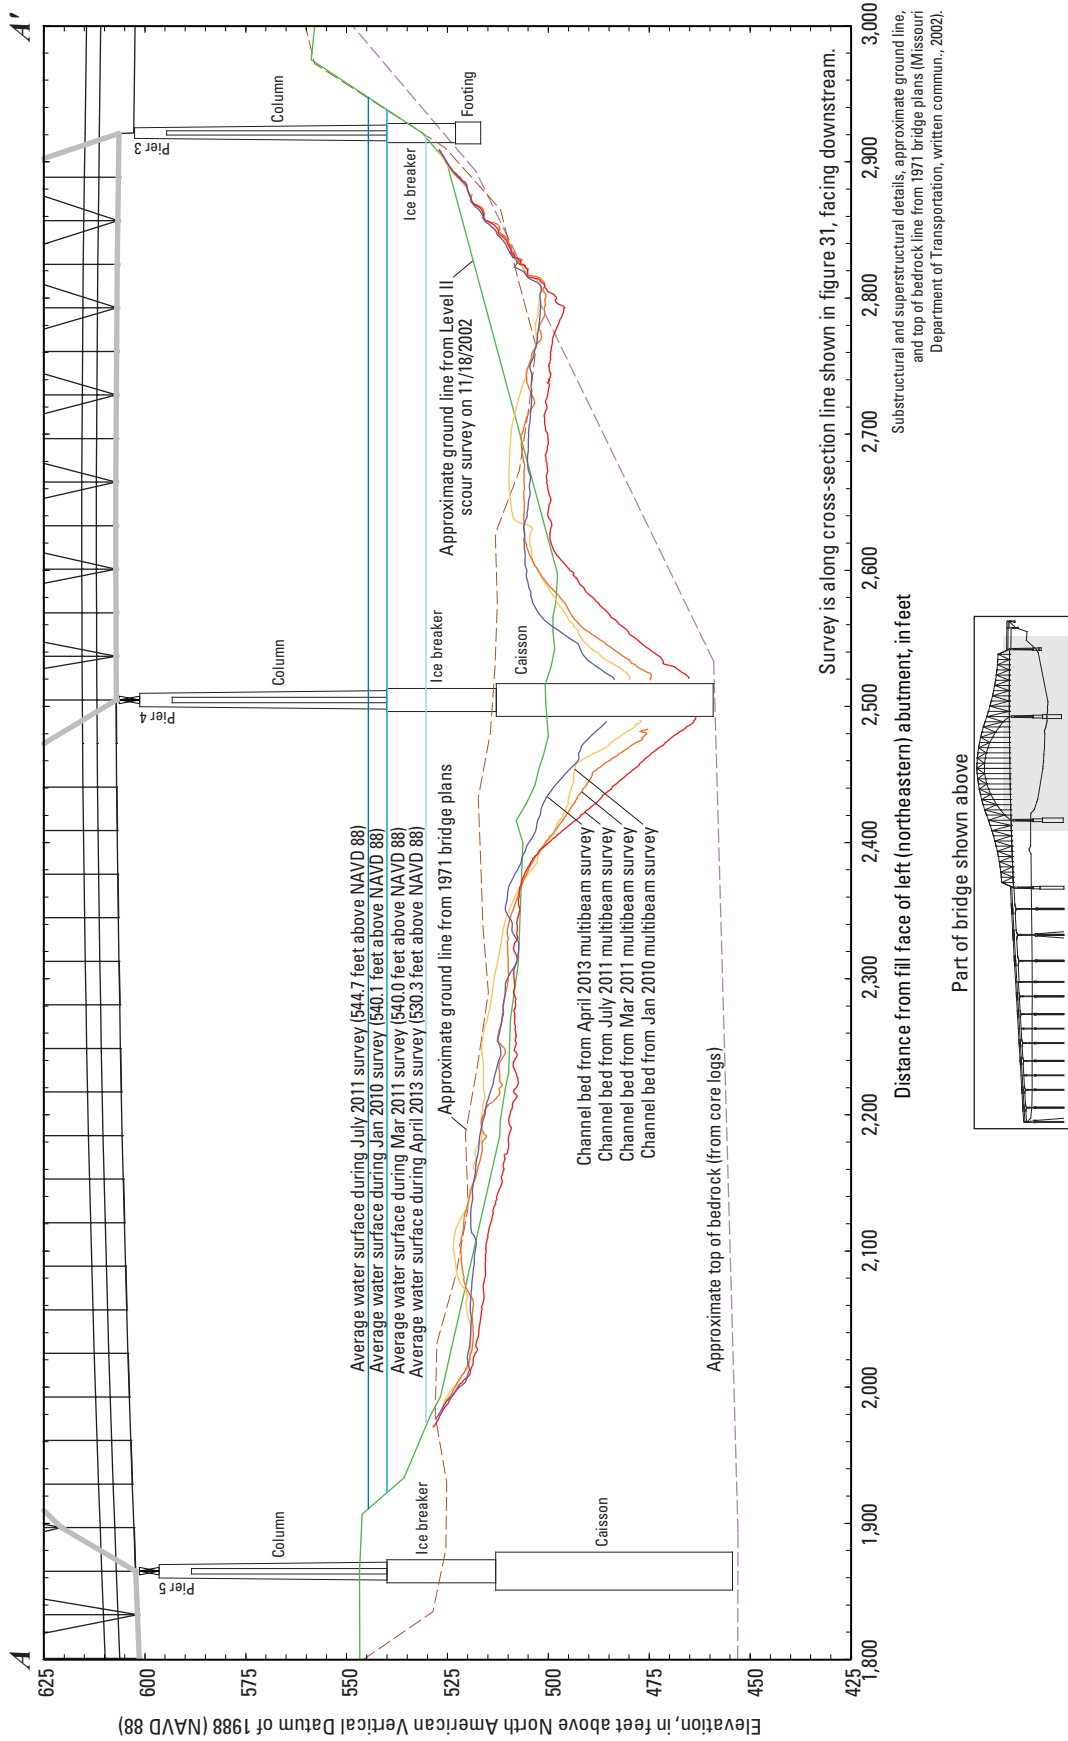 A
A'
Elevation, in feet above North American Vertical Datum of 1988 (NAVD 88)
625
600
575
550
525
500
475
450
425
Pier 5
Column
Ice breaker
Caisson
Pier 4
Column
Ice breaker
Caisson
Pier 3
Column
Ice breaker
Footing
Average water surface during July 2011 survey (544.7 feet above NAVD 88)
Average water surface during Jan 2010 survey (540.1 feet above NAVD 88)
Average water surface during Mar 2011 survey (540.0 feet above NAVD 88)
Average water surface during April 2013 survey (530.3 feet above NAVD 88)
Approximate ground line from 1971 bridge plans
Approximate ground line from Level II
scour survey on 11/18/2002
Channel bed from April 2013 multibeam survey
Channel bed from July 2011 multibeam survey
Channel bed from Mar 2011 multibeam survey
Channel bed from Jan 2010 multibeam survey
Approximate top of bedrock (from core logs)
Survey is along cross-section line shown in figure 31, facing downstream.
1,800
1,900
2,000
2,100
2,200
2,300
2,400
2,500
2,600
2,700
2,800
2,900
3,000
Distance from fill face of left (northeastern) abutment, in feet
Substructural and superstructural details, approximate ground line,
and top of bedrock line from 1971 bridge plans (Missouri
Department of Transportation, written commun., 2002).
Part of bridge shown above